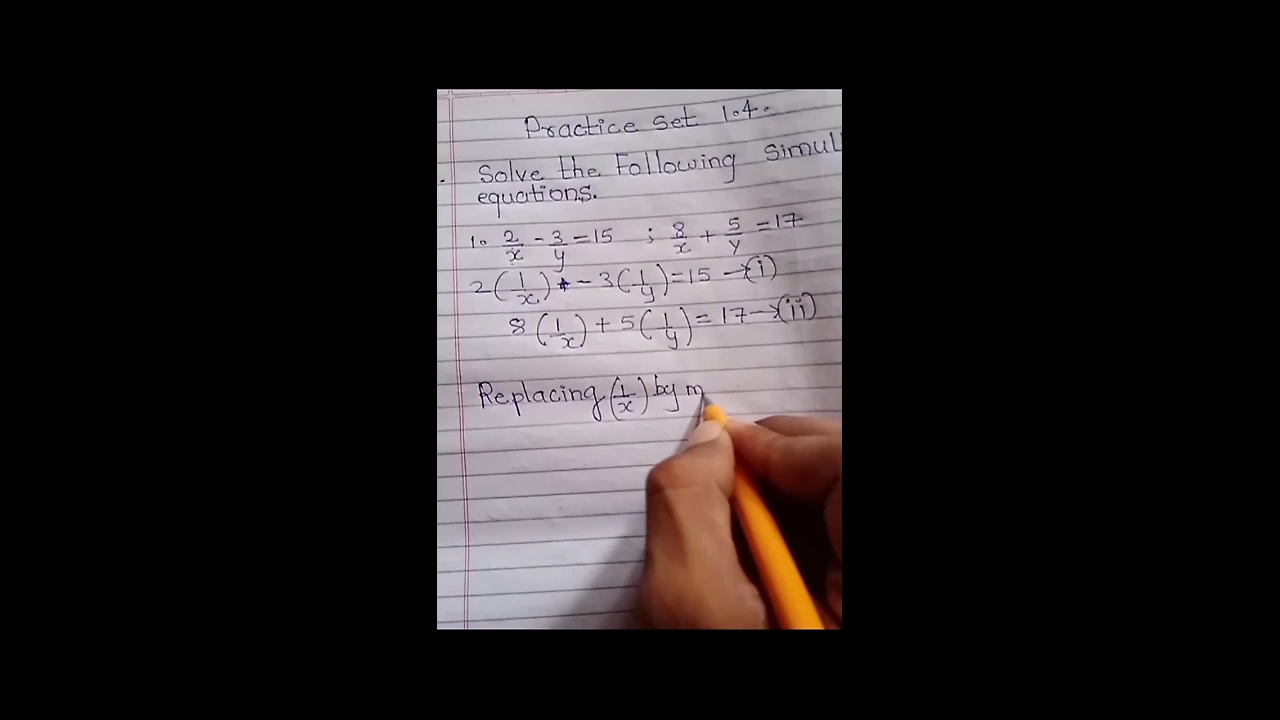 Practice set 1.4.
. Solve the Following simul
equations.
1. 2/x - 3/y = 15 ; 8/x + 5/y = 17
2(1/x) - 3(1/y) = 15 → (i)
8(1/x) + 5(1/y) = 17 → (ii)
Replacing (1/x) by m